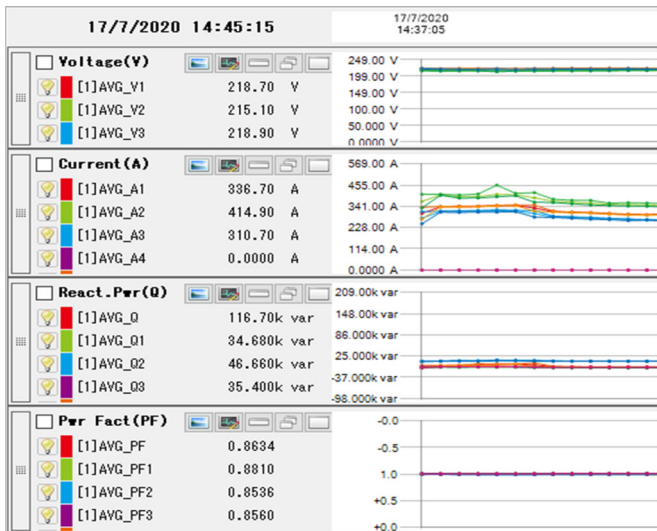 17/7/2020 14:45:15
17/7/2020
14:37:05
Voltage(V)
[1]AVG_V1 218.70 V
[1]AVG_V2 215.10 V
[1]AVG_V3 218.90 V
249.00 V
199.00 V
149.00 V
100.00 V
50.000 V
0.0000 V
Current(A)
[1]AVG_A1 336.70 A
[1]AVG_A2 414.90 A
[1]AVG_A3 310.70 A
[1]AVG_A4 0.0000 A
569.00 A
455.00 A
341.00 A
228.00 A
114.00 A
0.0000 A
React.Pwr(Q)
[1]AVG_Q 116.70k var
[1]AVG_Q1 34.680k var
[1]AVG_Q2 46.660k var
[1]AVG_Q3 35.400k var
209.00k var
148.00k var
86.000k var
25.000k var
-37.000k var
-98.000k var
Pwr Fact(PF)
[1]AVG_PF 0.8634
[1]AVG_PF1 0.8810
[1]AVG_PF2 0.8536
[1]AVG_PF3 0.8560
-0.0
-0.5
1.0
+0.5
+0.0